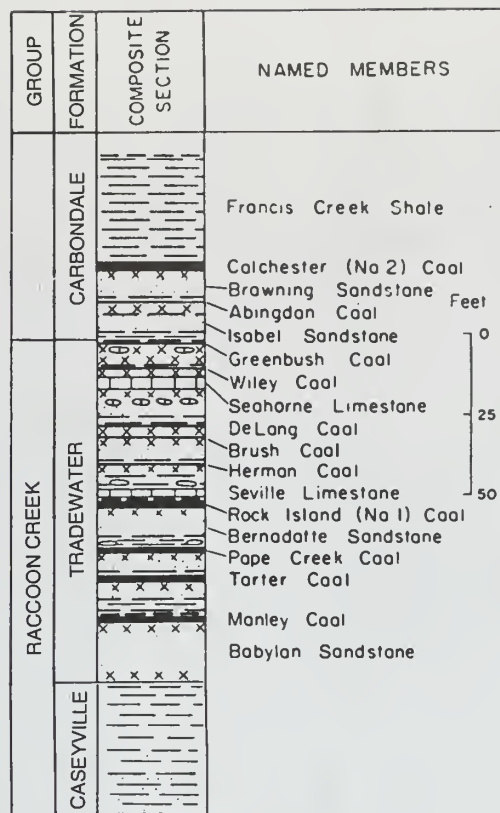 GROUP
FORMATION
COMPOSITE
SECTION
NAMED MEMBERS
CARBONDALE
Francis Creek Shale
Colchester (No 2) Coal
Browning Sandstone
Abingdon Coal
Isabel Sandstone
RACCOON CREEK
TRADEWATER
Greenbush Coal
Wiley Coal
Seahorne Limestone
DeLong Coal
Brush Coal
Hermon Coal
Seville Limestone
Rock Island (No 1) Coal
Bernadotte Sandstone
Pope Creek Coal
Tarter Coal
Manley Coal
Babylon Sandstone
CASEYVILLE
Feet
0
25
50